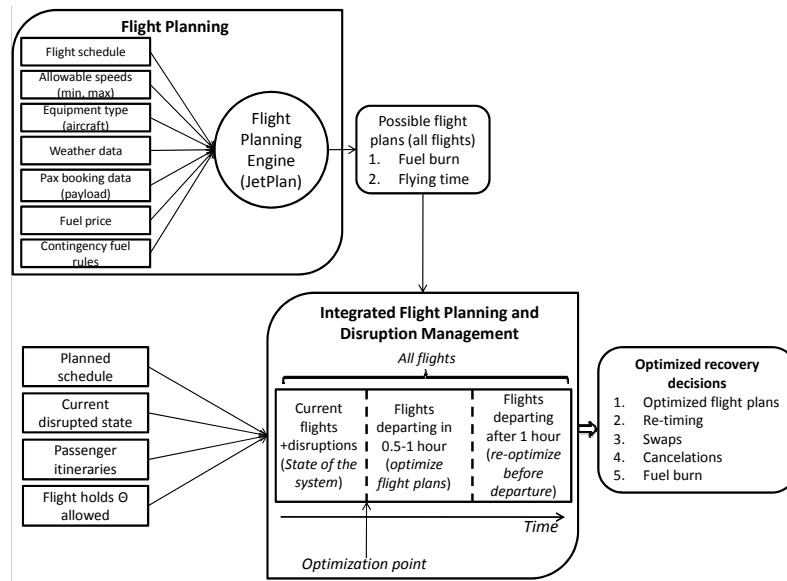 Flight Planning
Flight schedule
Allowable speeds
(min, max)
Equipment type
(aircraft)
Weather data
Pax booking data
(payload)
Fuel price
Contingency fuel
rules
Flight
Planning
Engine
(JetPlan)
Possible flight
plans (all flights)
1. Fuel burn
2. Flying time
Planned
schedule
Current
disrupted state
Passenger
itineraries
Flight holds Θ
allowed
Integrated Flight Planning and
Disruption Management
All flights
Current
flights
+disruptions
(State of the
system)
Flights
departing in
0.5-1 hour
(optimize
flight plans)
Flights
departing
after 1 hour
(re-optimize
before
departure)
Time
Optimization point
Optimized recovery
decisions
1. Optimized flight plans
2. Re-timing
3. Swaps
4. Cancelations
5. Fuel burn